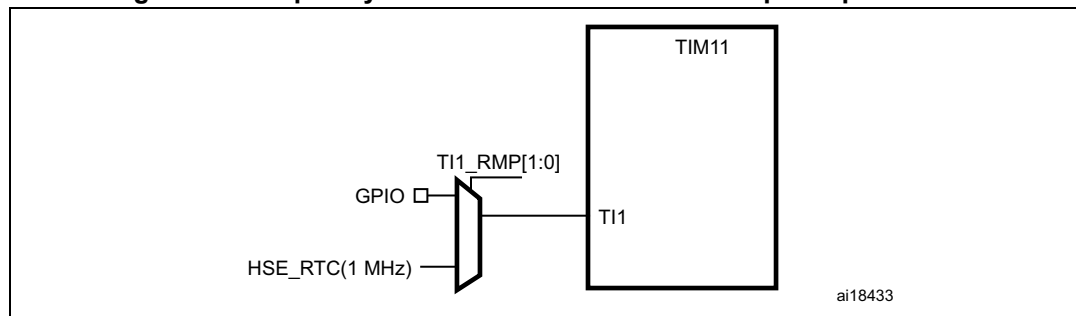 TIM11
TI1_RMP[1:0]
GPIO
TI1
HSE_RTC(1 MHz)
ai18433